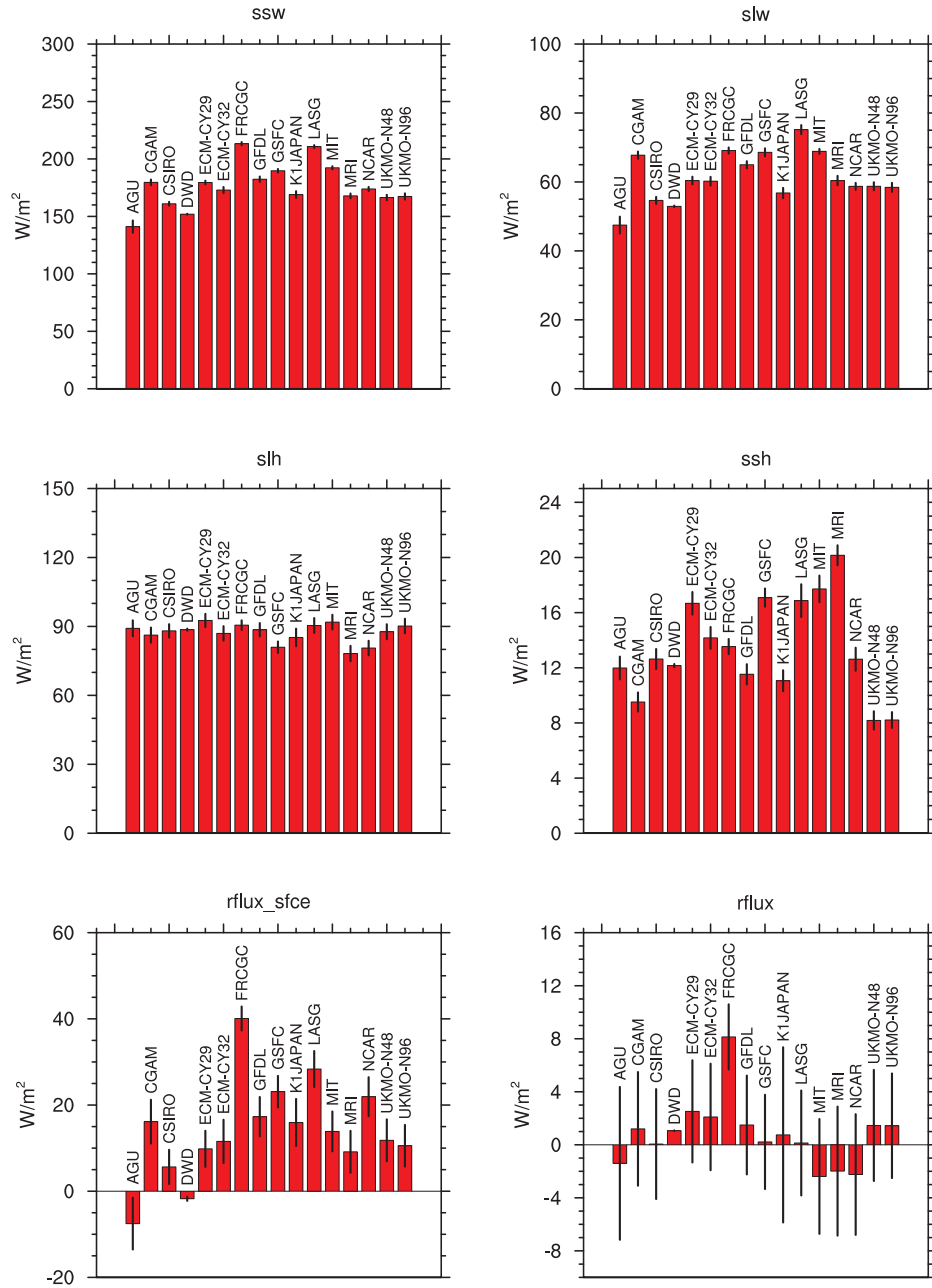 ssw
300
250
200
150
100
50
0
W/m²
AGU
CGAM
CSIRO
DWD
ECM-CY29
ECM-CY32
FRCGC
GFDL
GSFC
K1JAPAN
LASG
MIT
MRI
NCAR
UKMO-N48
UKMO-N96
slw
100
80
60
40
20
0
W/m²
AGU
CGAM
CSIRO
DWD
ECM-CY29
ECM-CY32
FRCGC
GFDL
GSFC
K1JAPAN
LASG
MIT
MRI
NCAR
UKMO-N48
UKMO-N96
slh
150
120
90
60
30
0
W/m²
AGU
CGAM
CSIRO
DWD
ECM-CY29
ECM-CY32
FRCGC
GFDL
GSFC
K1JAPAN
LASG
MIT
MRI
NCAR
UKMO-N48
UKMO-N96
ssh
24
20
16
12
8
4
0
W/m²
AGU
CGAM
CSIRO
DWD
ECM-CY29
ECM-CY32
FRCGC
GFDL
GSFC
K1JAPAN
LASG
MIT
MRI
NCAR
UKMO-N48
UKMO-N96
rflux_sfce
60
40
20
0
-20
W/m²
AGU
CGAM
CSIRO
DWD
ECM-CY29
ECM-CY32
FRCGC
GFDL
GSFC
K1JAPAN
LASG
MIT
MRI
NCAR
UKMO-N48
UKMO-N96
rflux
16
12
8
4
0
-4
-8
W/m²
AGU
CGAM
CSIRO
DWD
ECM-CY29
ECM-CY32
FRCGC
GFDL
GSFC
K1JAPAN
LASG
MIT
MRI
NCAR
UKMO-N48
UKMO-N96